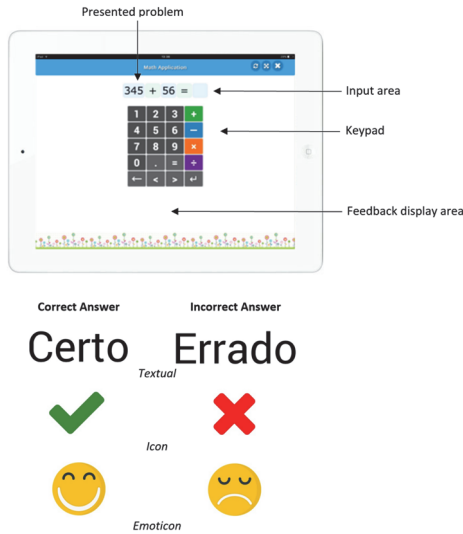 Presented problem
Math Application
345 + 56 =
Input area
1 2 3 +
4 5 6 −
Keypad
7 8 9 ×
0 . = ÷
← < > ↵
Feedback display area
Correct Answer Incorrect Answer
Certo Errado
Textual
Icon
Emoticon